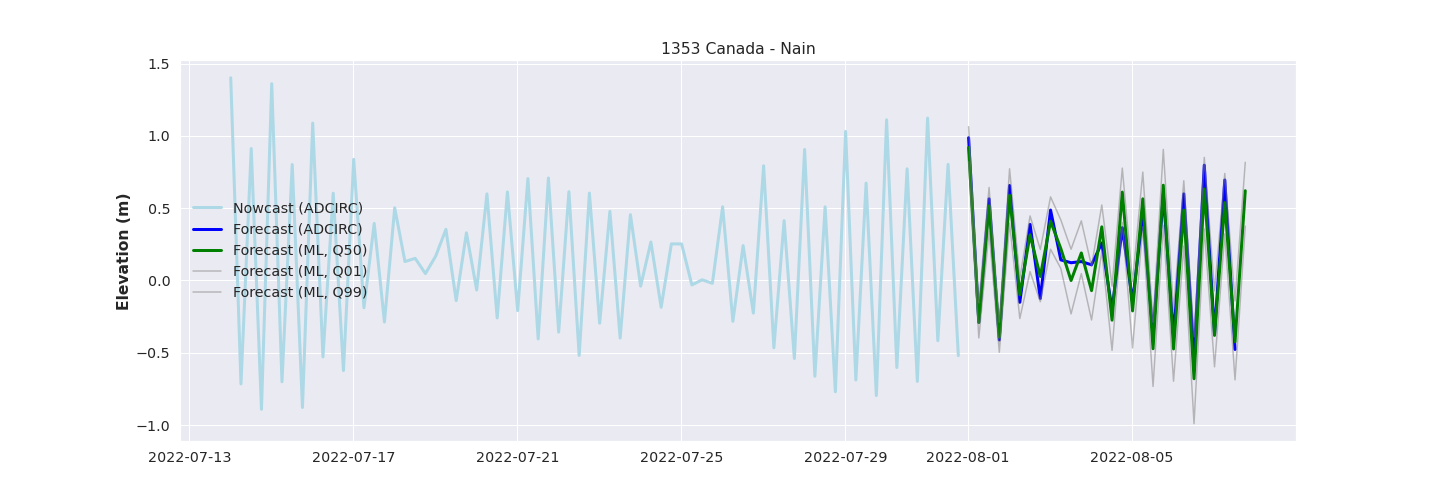 1353 Canada - Nain
Elevation (m)
1.5
1.0
0.5
0.0
−0.5
−1.0
Nowcast (ADCIRC)
Forecast (ADCIRC)
Forecast (ML, Q50)
Forecast (ML, Q01)
Forecast (ML, Q99)
2022-07-13 2022-07-17 2022-07-21 2022-07-25 2022-07-29 2022-08-01 2022-08-05